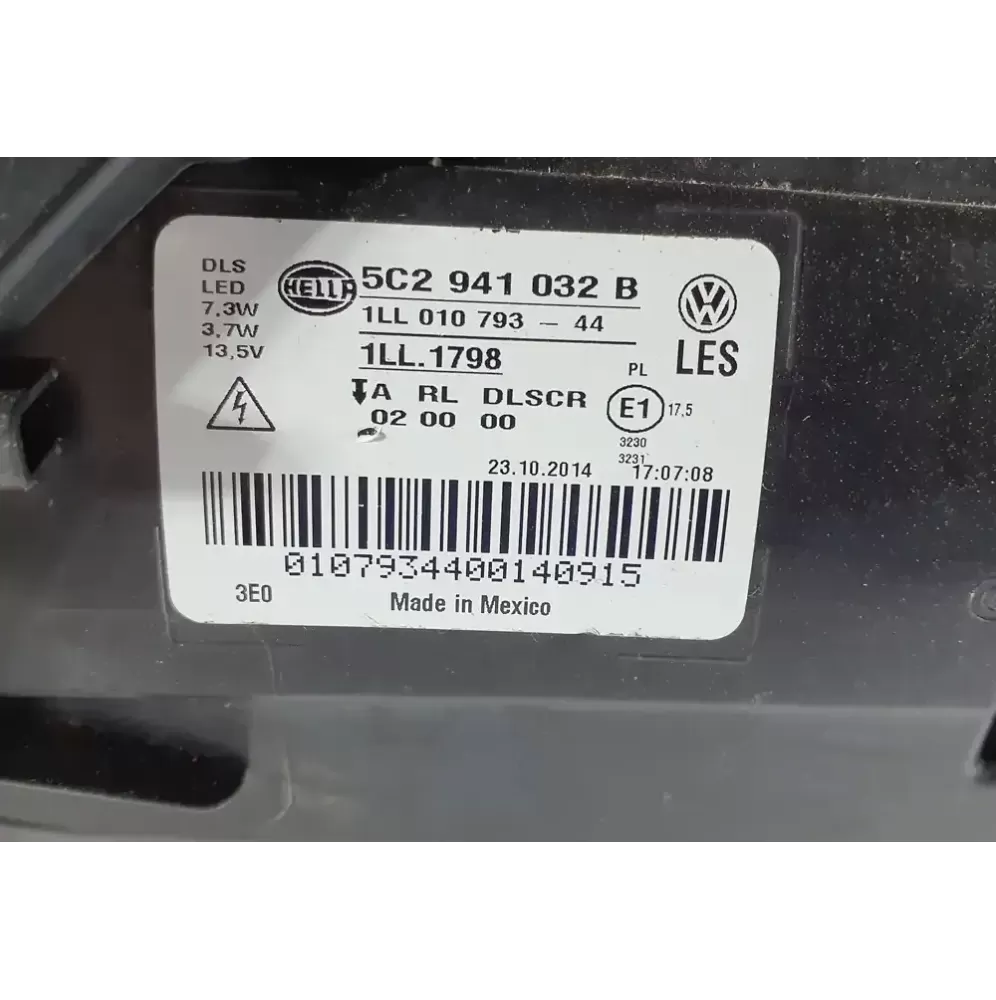 DLS
LED
7,3W
3,7W
13,5V
HELLA
5C2 941 032 B
1LL 010 793 - 44
1LL.1798
A RL DLSCR
02 00 00
VW
LES
PL
E1 17,5
3230
3231
23.10.2014 17:07:08
0107934400140915
3E0
Made in Mexico